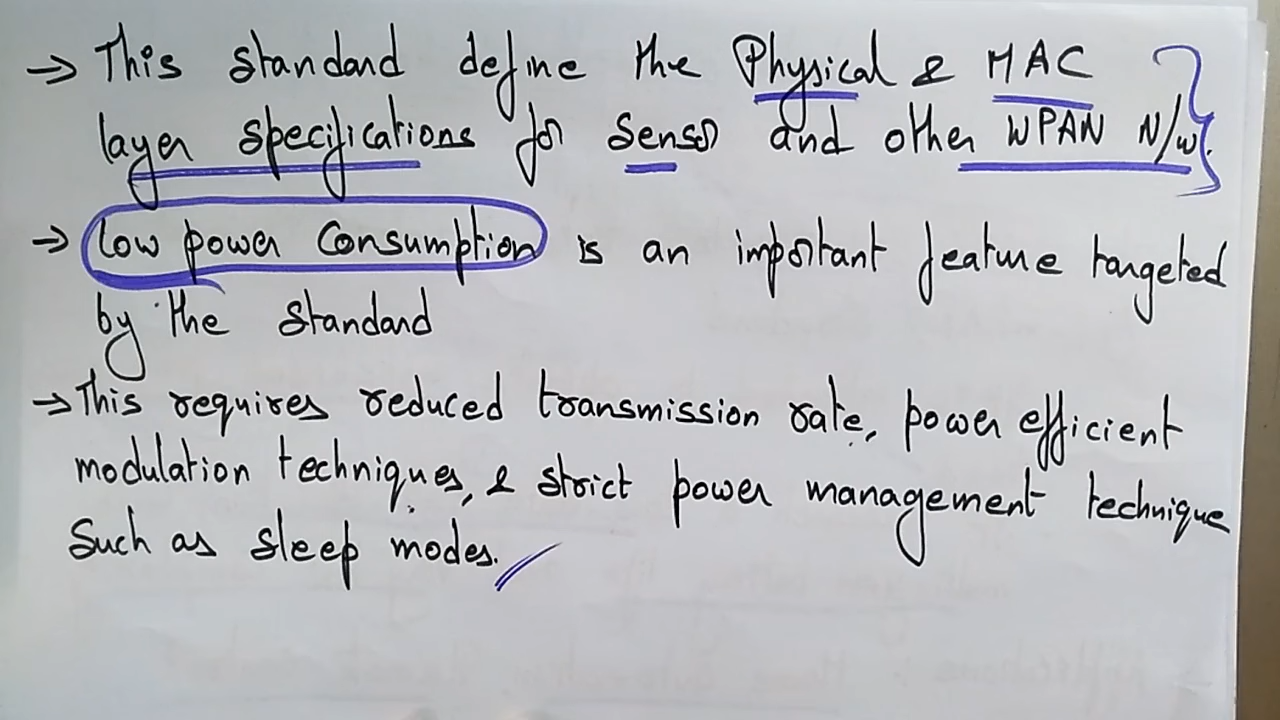 → This standard define the Physical & MAC
layer specifications for sensor and other WPAN N/w.
→ Low power consumption is an important feature targeted
by the standard
→ This requires reduced transmission rate, power efficient
modulation techniques, & strict power management technique
such as sleep modes.